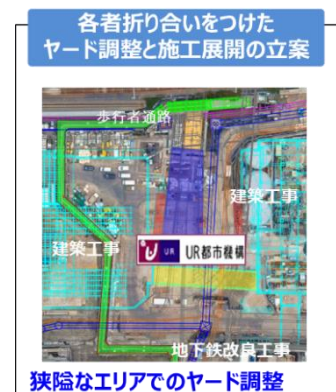 各者折り合いをつけた
ヤード調整と施工展開の立案
歩行者通路
建築工事
建築工事
UR UR都市機構
地下鉄改良工事
狭隘なエリアでのヤード調整